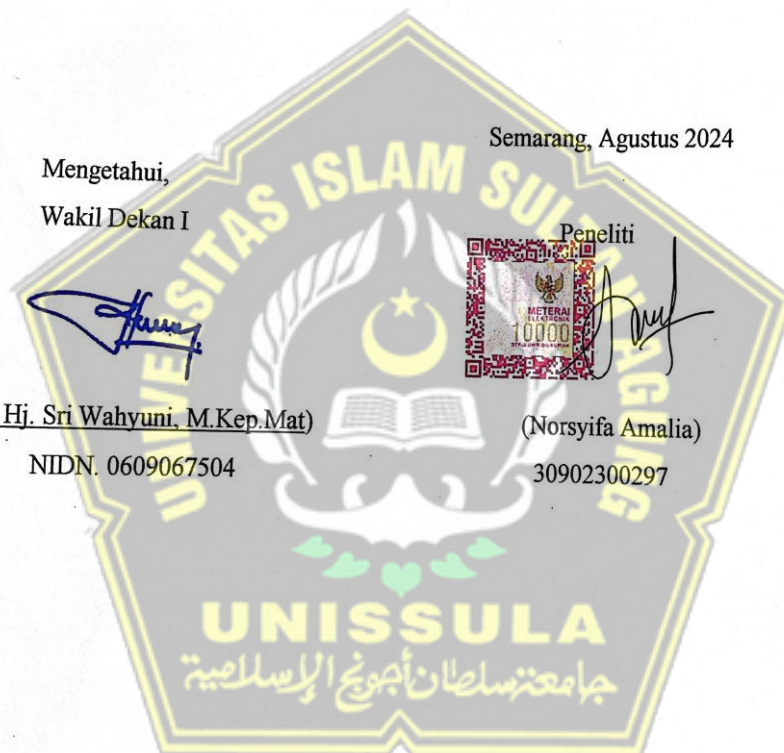 Semarang, Agustus 2024
Mengetahui,
Wakil Dekan I
Peneliti
METERAI
ELEKTRONIK
10000
Hj. Sri Wahyuni, M.Kep.Mat)
NIDN. 0609067504
(Norsyifa Amalia)
30902300297
UNIVERSITAS ISLAM SULTAN AGUNG
UNISSULA
جامعة سلطان أجونج الإسلامية